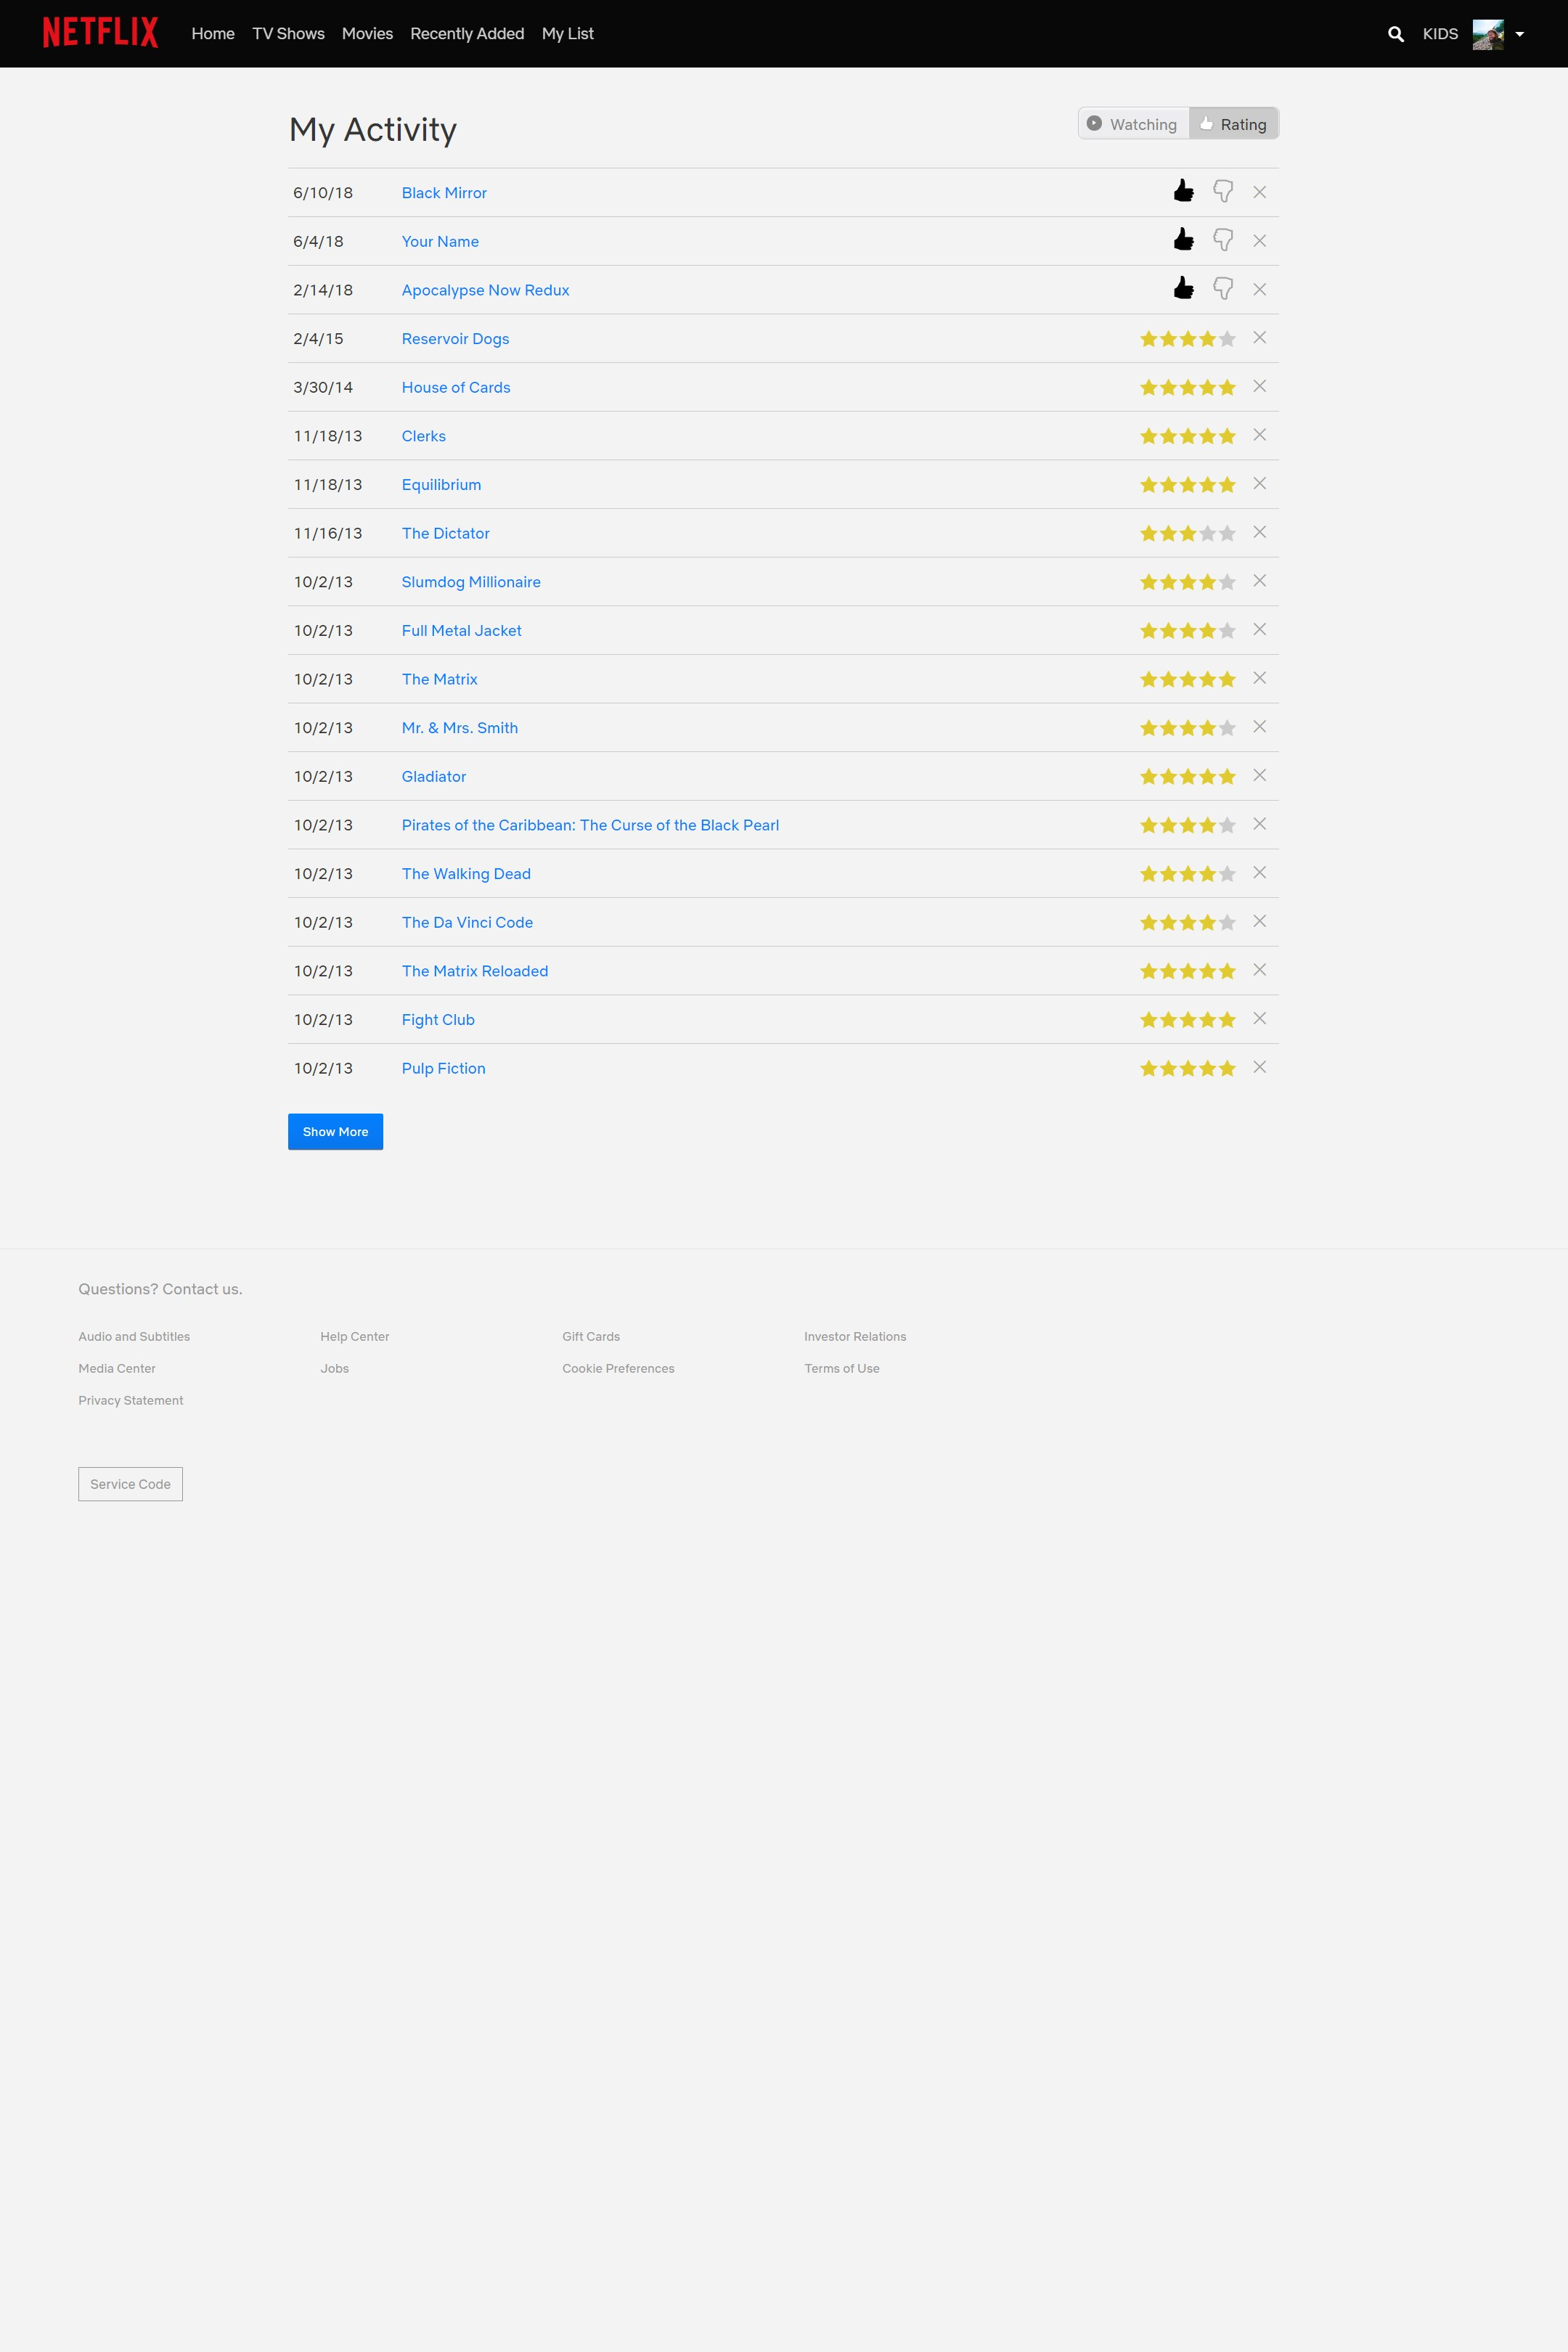 NETFLIX Home TV Shows Movies Recently Added My List KIDS
My Activity Watching Rating
6/10/18 Black Mirror
6/4/18 Your Name
2/14/18 Apocalypse Now Redux
2/4/15 Reservoir Dogs
3/30/14 House of Cards
11/18/13 Clerks
11/18/13 Equilibrium
11/16/13 The Dictator
10/2/13 Slumdog Millionaire
10/2/13 Full Metal Jacket
10/2/13 The Matrix
10/2/13 Mr. & Mrs. Smith
10/2/13 Gladiator
10/2/13 Pirates of the Caribbean: The Curse of the Black Pearl
10/2/13 The Walking Dead
10/2/13 The Da Vinci Code
10/2/13 The Matrix Reloaded
10/2/13 Fight Club
10/2/13 Pulp Fiction
Show More
Questions? Contact us.
Audio and Subtitles Help Center Gift Cards Investor Relations
Media Center Jobs Cookie Preferences Terms of Use
Privacy Statement
Service Code